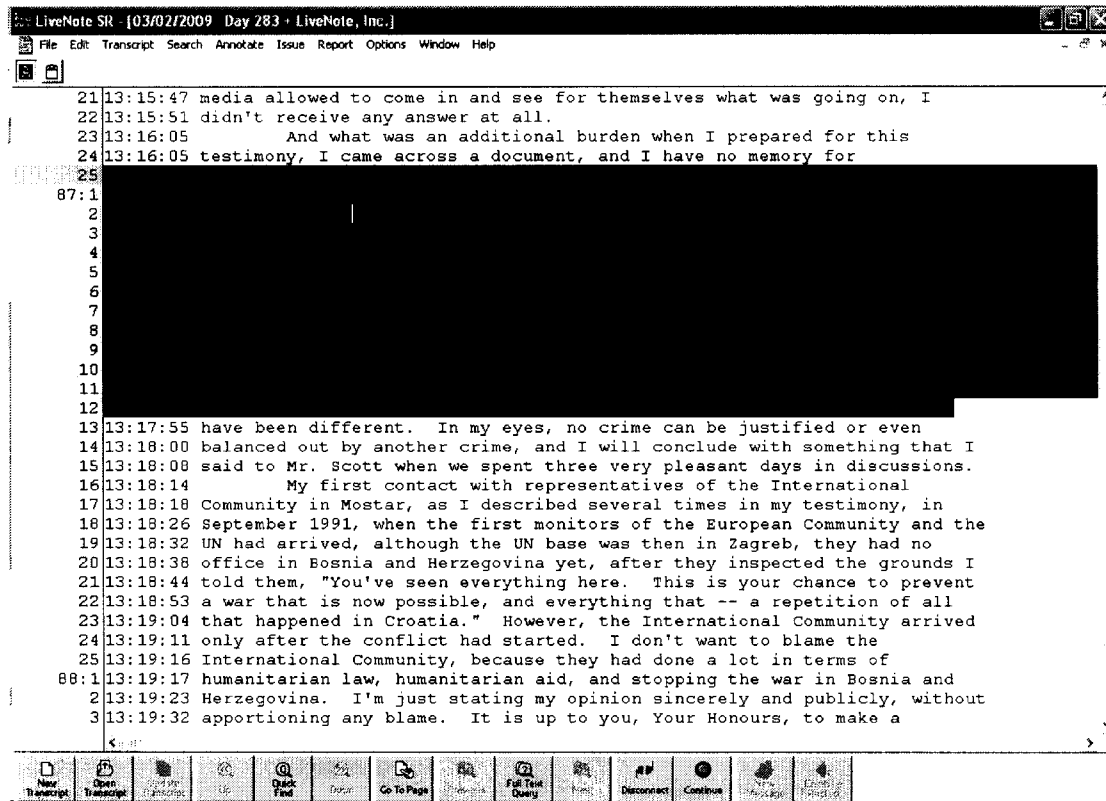 LiveNote SR - [03/02/2009 Day 283 + LiveNote, Inc.]
File Edit Transcript Search Annotate Issue Report Options Window Help
21 13:15:47 media allowed to come in and see for themselves what was going on, I
22 13:15:51 didn't receive any answer at all.
23 13:16:05 And what was an additional burden when I prepared for this
24 13:16:05 testimony, I came across a document, and I have no memory for
25
87:1
2
3
4
5
6
7
8
9
10
11
12
13 13:17:55 have been different. In my eyes, no crime can be justified or even
14 13:18:00 balanced out by another crime, and I will conclude with something that I
15 13:18:08 said to Mr. Scott when we spent three very pleasant days in discussions.
16 13:18:14 My first contact with representatives of the International
17 13:18:18 Community in Mostar, as I described several times in my testimony, in
18 13:18:26 September 1991, when the first monitors of the European Community and the
19 13:18:32 UN had arrived, although the UN base was then in Zagreb, they had no
20 13:18:38 office in Bosnia and Herzegovina yet, after they inspected the grounds I
21 13:18:44 told them, "You've seen everything here. This is your chance to prevent
22 13:18:53 a war that is now possible, and everything that -- a repetition of all
23 13:19:04 that happened in Croatia." However, the International Community arrived
24 13:19:11 only after the conflict had started. I don't want to blame the
25 13:19:16 International Community, because they had done a lot in terms of
88:1 13:19:17 humanitarian law, humanitarian aid, and stopping the war in Bosnia and
2 13:19:23 Herzegovina. I'm just stating my opinion sincerely and publicly, without
3 13:19:32 apportioning any blame. It is up to you, Your Honours, to make a
New Transcript Open Transcript Up Quick Find Go To Page Full Text Query Disconnect Continue